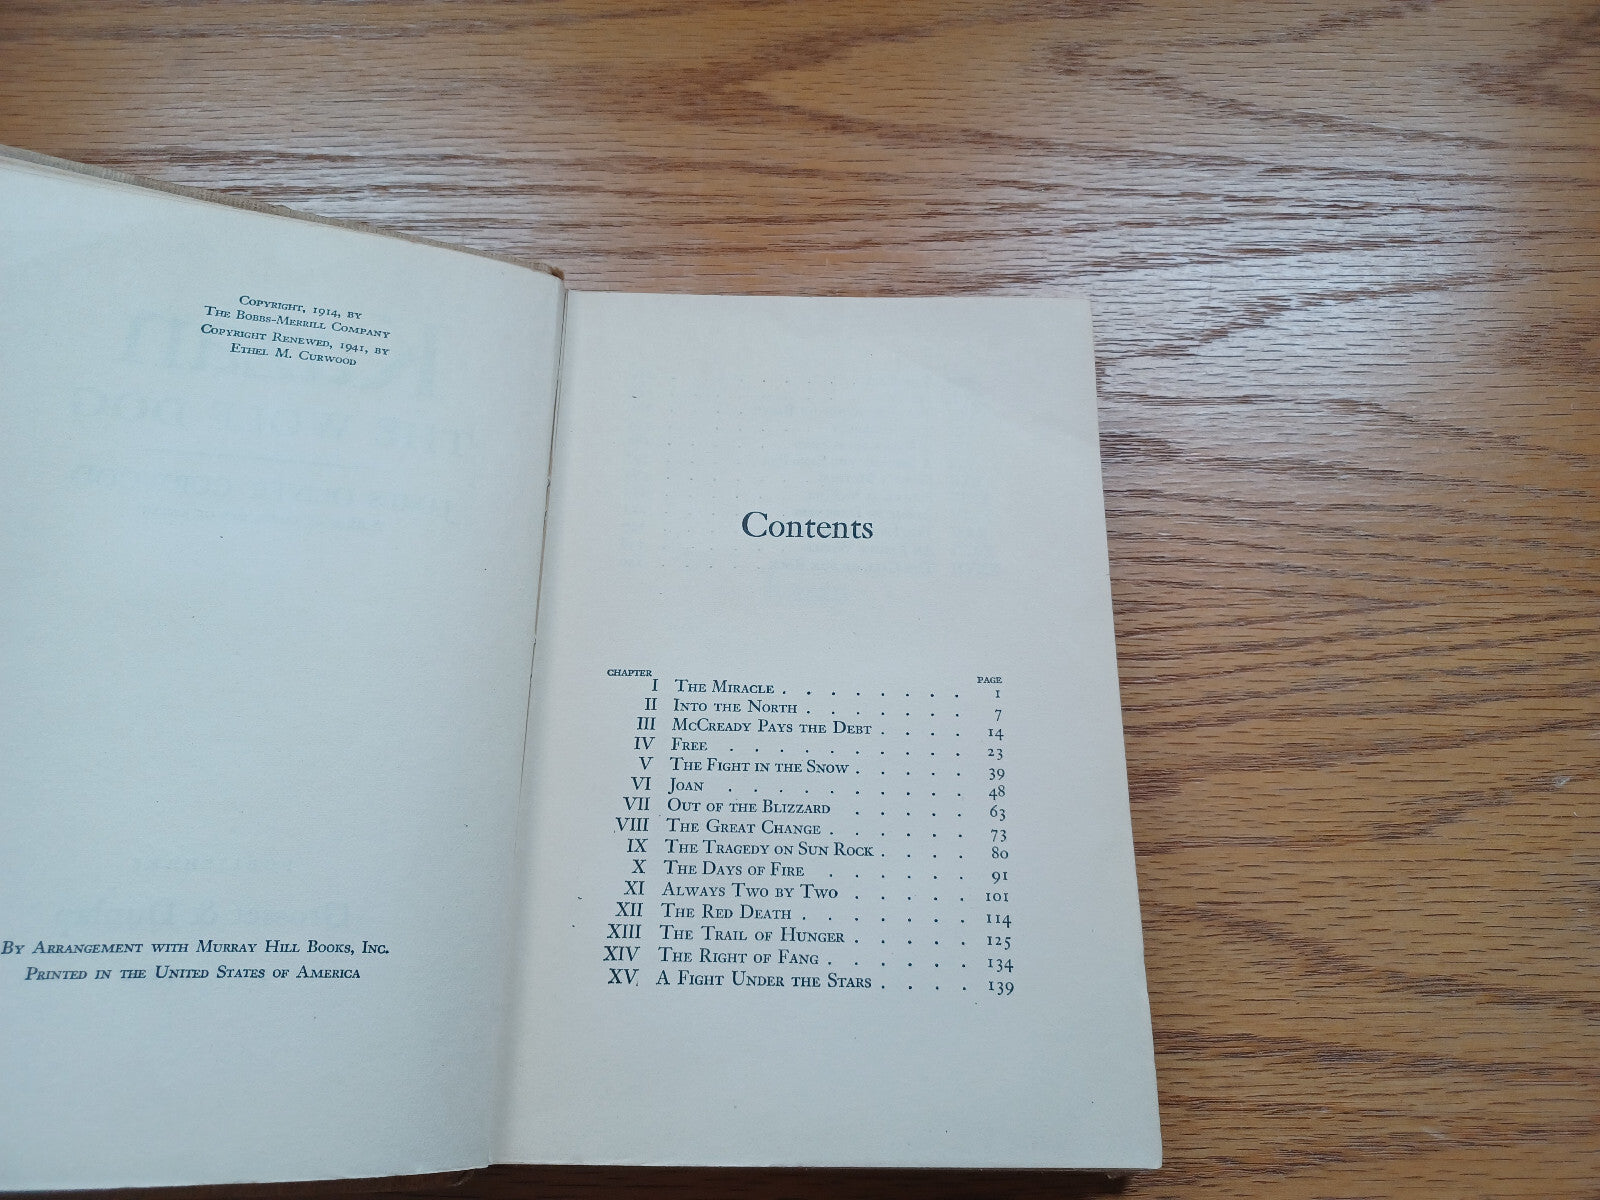 Copyright, 1914, by
The Bobbs-Merrill Company
Copyright Renewed, 1941, by
Ethel M. Curwood
By Arrangement with Murray Hill Books, Inc.
Printed in the United States of America
Contents
CHAPTER PAGE
I The Miracle . . . . . . . . 1
II Into the North . . . . . . . 7
III McCready Pays the Debt . . . . 14
IV Free . . . . . . . . . . 23
V The Fight in the Snow . . . . . 39
VI Joan . . . . . . . . . . 48
VII Out of the Blizzard . . . . . 63
VIII The Great Change . . . . . . 73
IX The Tragedy on Sun Rock . . . . 80
X The Days of Fire . . . . . . 91
XI Always Two by Two . . . . . 101
XII The Red Death . . . . . . . 114
XIII The Trail of Hunger . . . . . 125
XIV The Right of Fang . . . . . . 134
XV A Fight Under the Stars . . . . 139